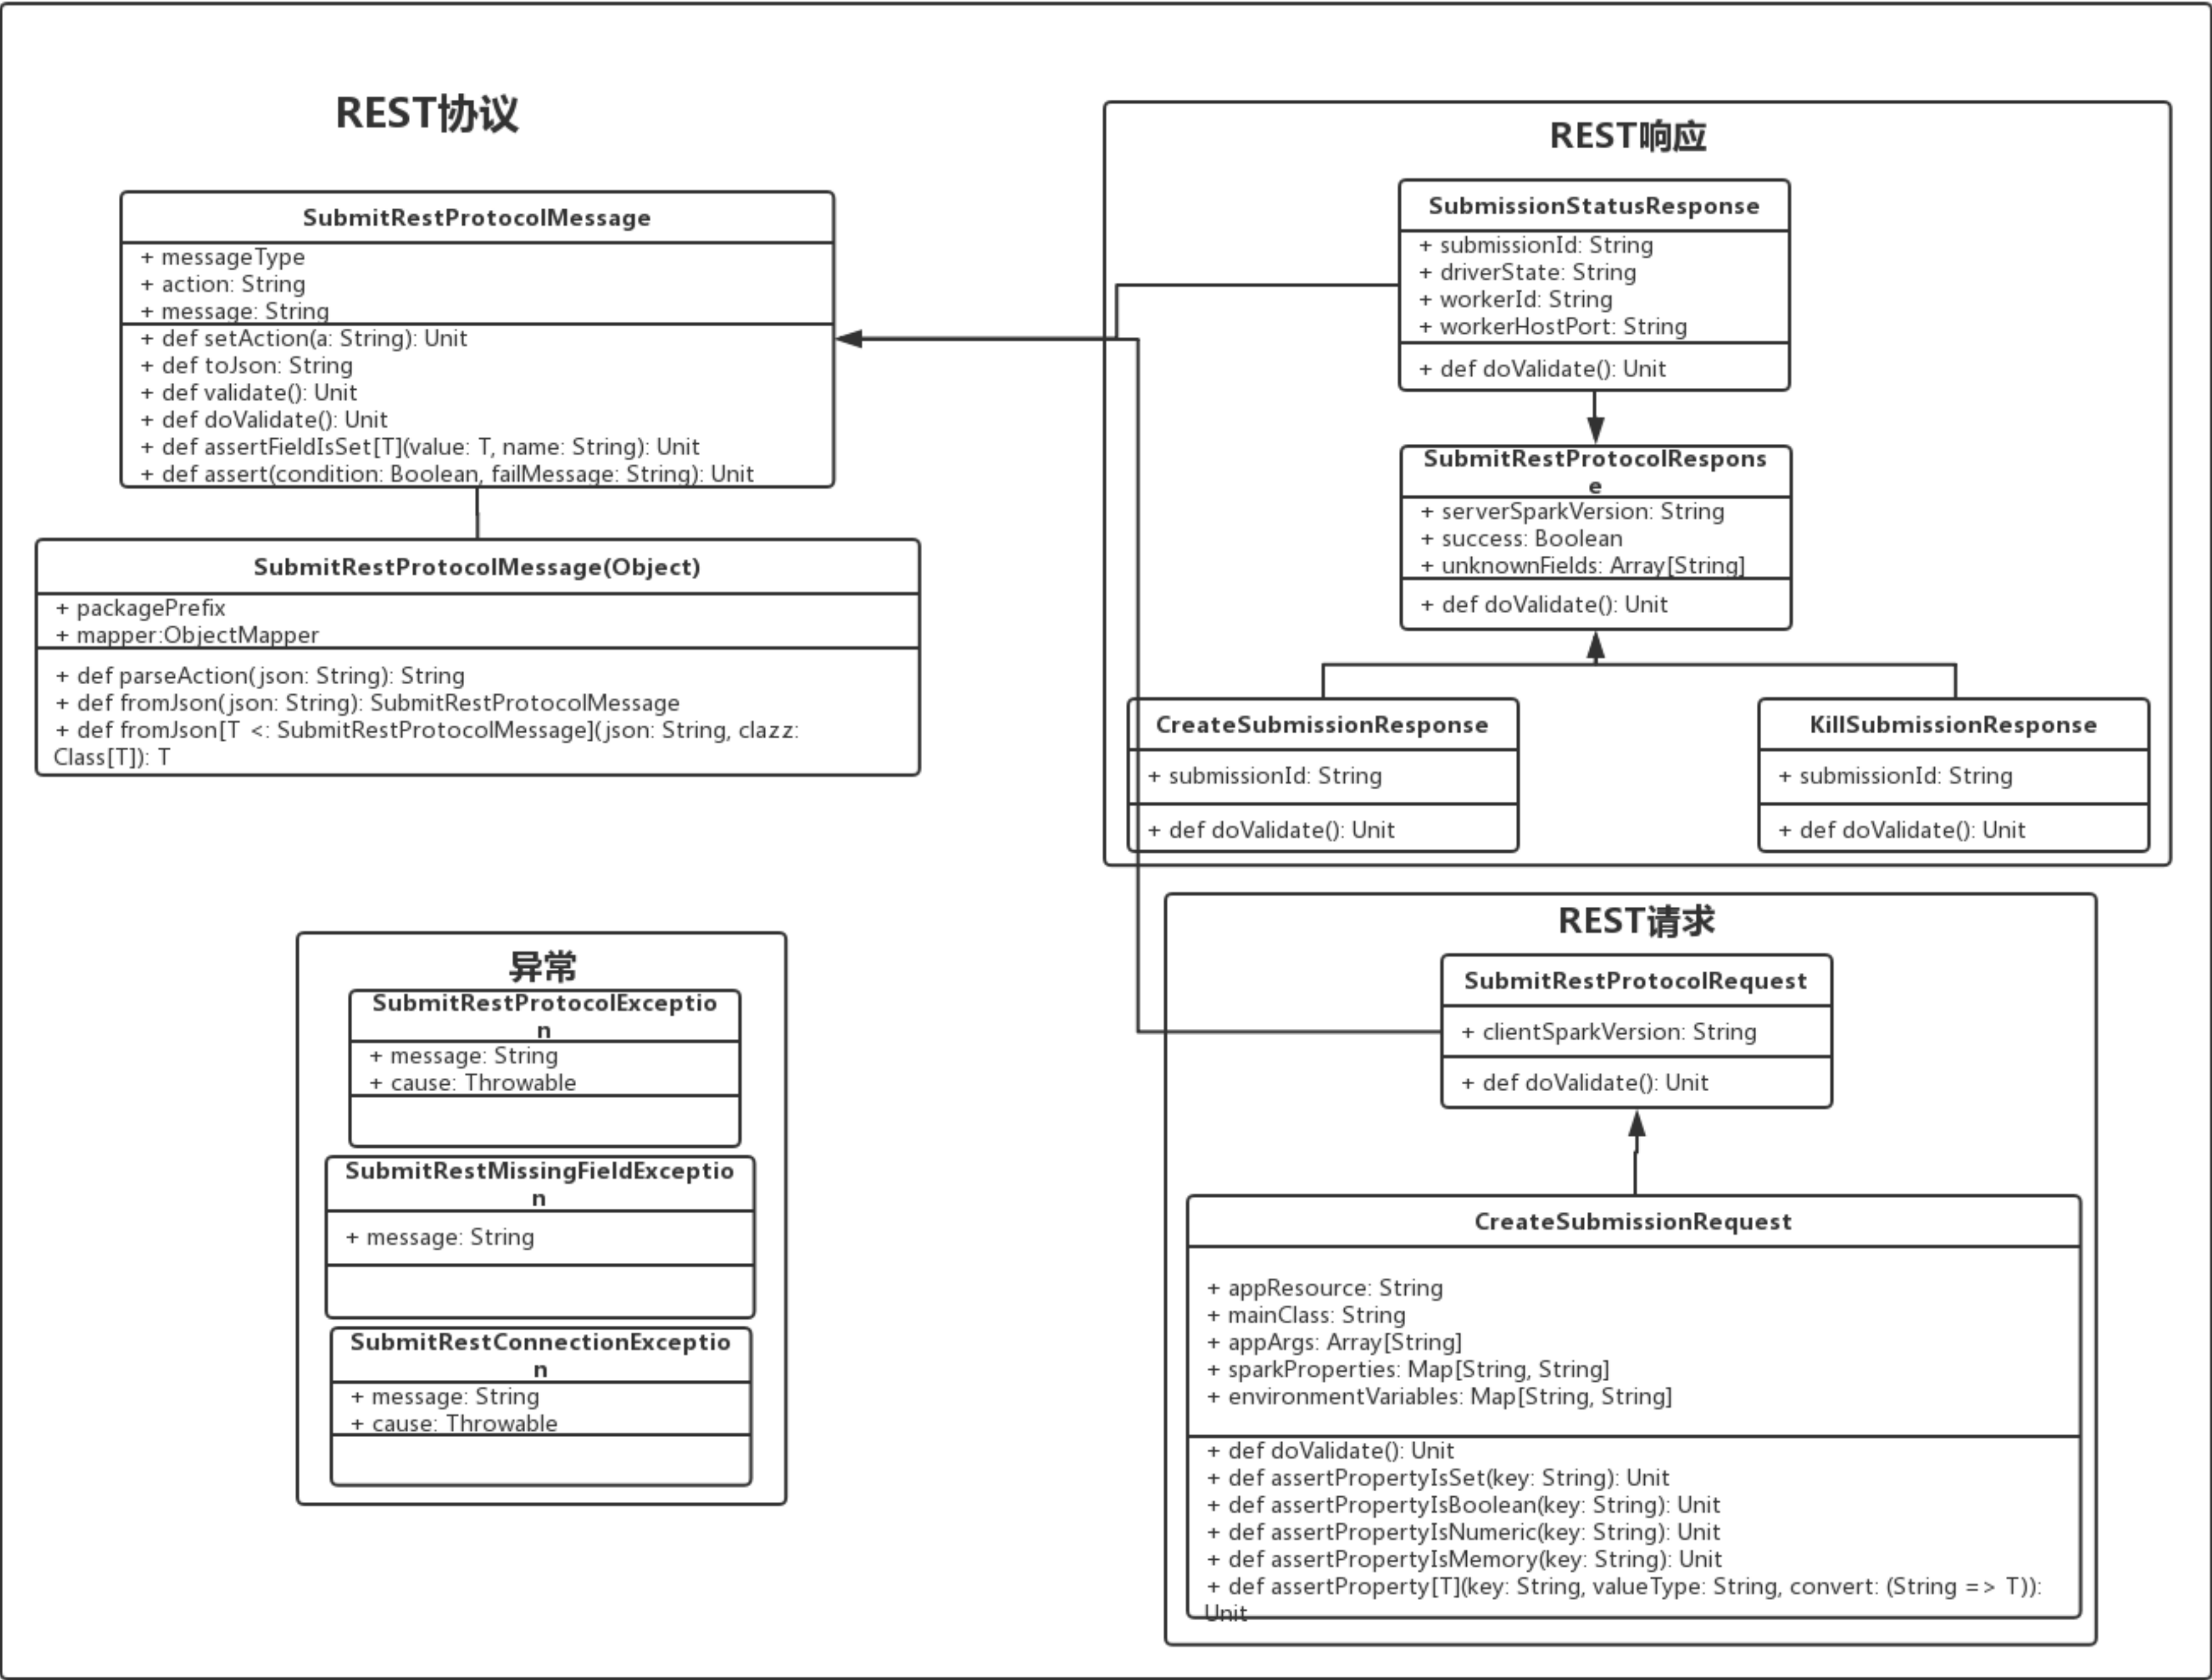 REST协议
SubmitRestProtocolMessage
+ messageType
+ action: String
+ message: String
+ def setAction(a: String): Unit
+ def toJson: String
+ def validate(): Unit
+ def doValidate(): Unit
+ def assertFieldIsSet[T](value: T, name: String): Unit
+ def assert(condition: Boolean, failMessage: String): Unit
SubmitRestProtocolMessage(Object)
+ packagePrefix
+ mapper:ObjectMapper
+ def parseAction(json: String): String
+ def fromJson(json: String): SubmitRestProtocolMessage
+ def fromJson[T <: SubmitRestProtocolMessage](json: String, clazz:
Class[T]): T
异常
SubmitRestProtocolExceptio
n
+ message: String
+ cause: Throwable
SubmitRestMissingFieldExceptio
n
+ message: String
SubmitRestConnectionExceptio
n
+ message: String
+ cause: Throwable
REST响应
SubmissionStatusResponse
+ submissionId: String
+ driverState: String
+ workerId: String
+ workerHostPort: String
+ def doValidate(): Unit
SubmitRestProtocolRespons
e
+ serverSparkVersion: String
+ success: Boolean
+ unknownFields: Array[String]
+ def doValidate(): Unit
CreateSubmissionResponse
+ submissionId: String
+ def doValidate(): Unit
KillSubmissionResponse
+ submissionId: String
+ def doValidate(): Unit
REST请求
SubmitRestProtocolRequest
+ clientSparkVersion: String
+ def doValidate(): Unit
CreateSubmissionRequest
+ appResource: String
+ mainClass: String
+ appArgs: Array[String]
+ sparkProperties: Map[String, String]
+ environmentVariables: Map[String, String]
+ def doValidate(): Unit
+ def assertPropertyIsSet(key: String): Unit
+ def assertPropertyIsBoolean(key: String): Unit
+ def assertPropertyIsNumeric(key: String): Unit
+ def assertPropertyIsMemory(key: String): Unit
+ def assertProperty[T](key: String, valueType: String, convert: (String => T)):
Unit